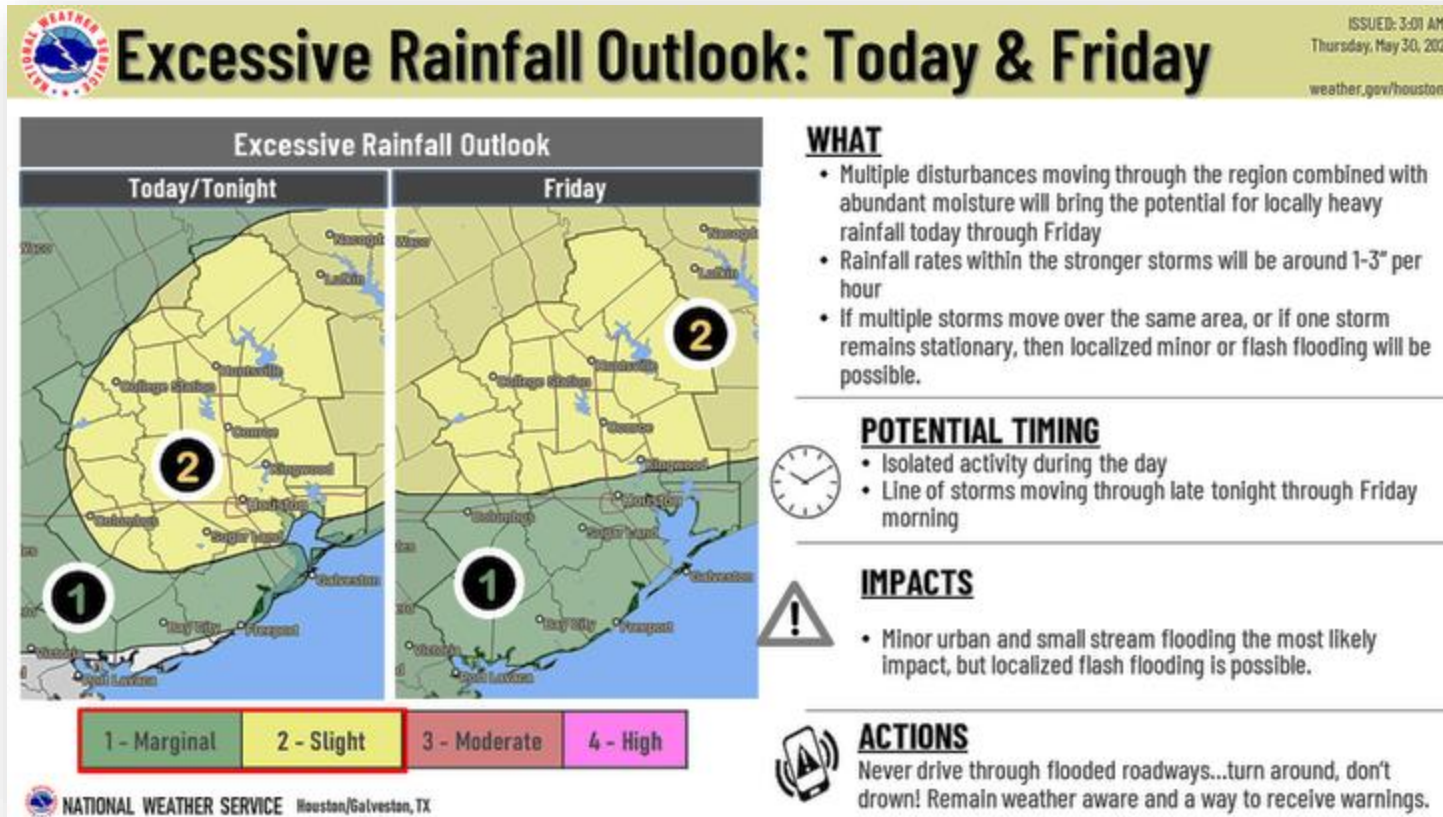 NATIONAL WEATHER SERVICE
Excessive Rainfall Outlook: Today & Friday
ISSUED: 3:01 AM
Thursday, May 30, 202
weather.gov/houston
Excessive Rainfall Outlook
Today/Tonight
Friday
Waco
Nacogd
Lufkin
College Station
Huntsville
Conroe
Kingwood
Houston
Columbus
Sugar Land
Galveston
Bay City
Freeport
Victoria
Port Lavaca
2
1
Waco
Nacogd
Lufkin
College Station
Huntsville
Conroe
Kingwood
Houston
Columbus
Sugar Land
Galveston
Bay City
Freeport
Victoria
Port Lavaca
2
1
1 - Marginal
2 - Slight
3 - Moderate
4 - High
NATIONAL WEATHER SERVICE Houston/Galveston, TX
WHAT
• Multiple disturbances moving through the region combined with
abundant moisture will bring the potential for locally heavy
rainfall today through Friday
• Rainfall rates within the stronger storms will be around 1-3" per
hour
• If multiple storms move over the same area, or if one storm
remains stationary, then localized minor or flash flooding will be
possible.
POTENTIAL TIMING
• Isolated activity during the day
• Line of storms moving through late tonight through Friday
morning
IMPACTS
• Minor urban and small stream flooding the most likely
impact, but localized flash flooding is possible.
ACTIONS
Never drive through flooded roadways...turn around, don't
drown! Remain weather aware and a way to receive warnings.